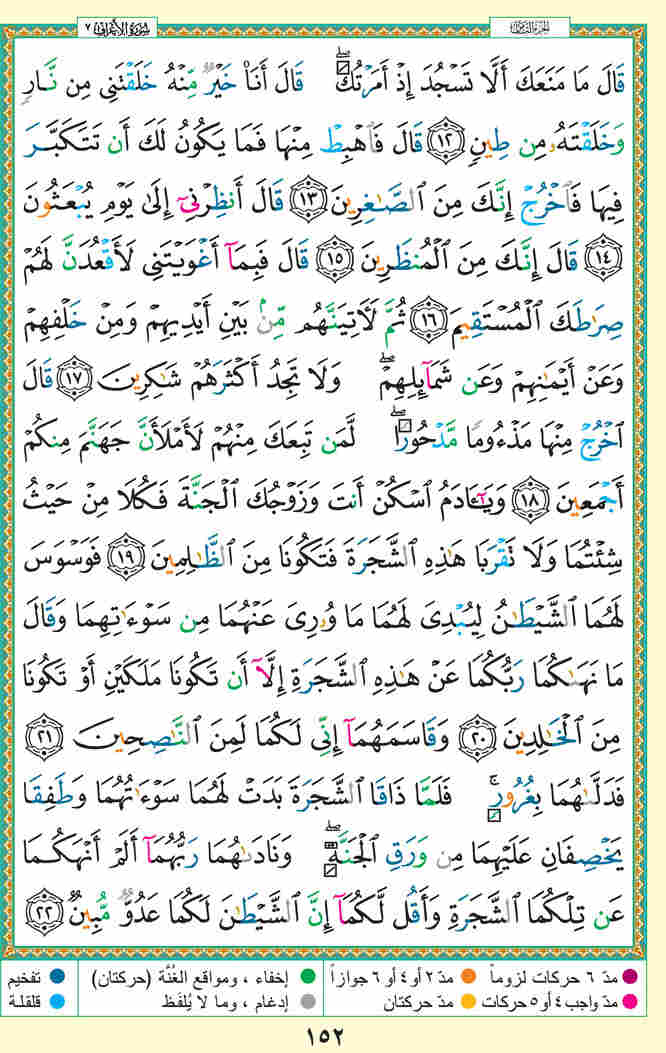 سورة الأعراف ٧
الجزء الثامن
قَالَ مَا مَنَعَكَ أَلَّا تَسْجُدَ إِذْ أَمَرْتُكَ ۖ قَالَ أَنَا۠ خَيْرٌ مِّنْهُ خَلَقْتَنِى مِن نَّارٍ
وَخَلَقْتَهُۥ مِن طِينٍ ﴿١٢﴾ قَالَ فَٱهْبِطْ مِنْهَا فَمَا يَكُونُ لَكَ أَن تَتَكَبَّرَ
فِيهَا فَٱخْرُجْ إِنَّكَ مِنَ ٱلصَّٰغِرِينَ ﴿١٣﴾ قَالَ أَنظِرْنِىٓ إِلَىٰ يَوْمِ يُبْعَثُونَ
﴿١٤﴾ قَالَ إِنَّكَ مِنَ ٱلْمُنظَرِينَ ﴿١٥﴾ قَالَ فَبِمَآ أَغْوَيْتَنِى لَأَقْعُدَنَّ لَهُمْ
صِرَٰطَكَ ٱلْمُسْتَقِيمَ ﴿١٦﴾ ثُمَّ لَءَاتِيَنَّهُم مِّنۢ بَيْنِ أَيْدِيهِمْ وَمِنْ خَلْفِهِمْ
وَعَنْ أَيْمَٰنِهِمْ وَعَن شَمَآئِلِهِمْ ۖ وَلَا تَجِدُ أَكْثَرَهُمْ شَٰكِرِينَ ﴿١٧﴾ قَالَ
ٱخْرُجْ مِنْهَا مَذْءُومًا مَّدْحُورًا ۖ لَّمَن تَبِعَكَ مِنْهُمْ لَأَمْلَأَنَّ جَهَنَّمَ مِنكُمْ
أَجْمَعِينَ ﴿١٨﴾ وَيَٰٓـَٔادَمُ ٱسْكُنْ أَنتَ وَزَوْجُكَ ٱلْجَنَّةَ فَكُلَا مِنْ حَيْثُ
شِئْتُمَا وَلَا تَقْرَبَا هَٰذِهِ ٱلشَّجَرَةَ فَتَكُونَا مِنَ ٱلظَّٰلِمِينَ ﴿١٩﴾ فَوَسْوَسَ
لَهُمَا ٱلشَّيْطَٰنُ لِيُبْدِىَ لَهُمَا مَا وُۥرِىَ عَنْهُمَا مِن سَوْءَٰتِهِمَا وَقَالَ
مَا نَهَىٰكُمَا رَبُّكُمَا عَنْ هَٰذِهِ ٱلشَّجَرَةِ إِلَّآ أَن تَكُونَا مَلَكَيْنِ أَوْ تَكُونَا
مِنَ ٱلْخَٰلِدِينَ ﴿٢٠﴾ وَقَاسَمَهُمَآ إِنِّى لَكُمَا لَمِنَ ٱلنَّٰصِحِينَ ﴿٢١﴾
فَدَلَّىٰهُمَا بِغُرُورٍ ۚ فَلَمَّا ذَاقَا ٱلشَّجَرَةَ بَدَتْ لَهُمَا سَوْءَٰتُهُمَا وَطَفِقَا
يَخْصِفَانِ عَلَيْهِمَا مِن وَرَقِ ٱلْجَنَّةِ ۖ وَنَادَىٰهُمَا رَبُّهُمَآ أَلَمْ أَنْهَكُمَا
عَن تِلْكُمَا ٱلشَّجَرَةِ وَأَقُل لَّكُمَآ إِنَّ ٱلشَّيْطَٰنَ لَكُمَا عَدُوٌّ مُّبِينٌ ﴿٢٢﴾
مدّ ٦ حركات لزوماً مدّ ٢ أو ٤ أو ٦ جوازاً إخفاء ، ومواقع الغُنَّة (حركتان) تفخيم
مدّ واجب ٤ أو ٥ حركات مدّ حركتان إدغام ، وما لا يُلفَظ قلقلة
١٥٢